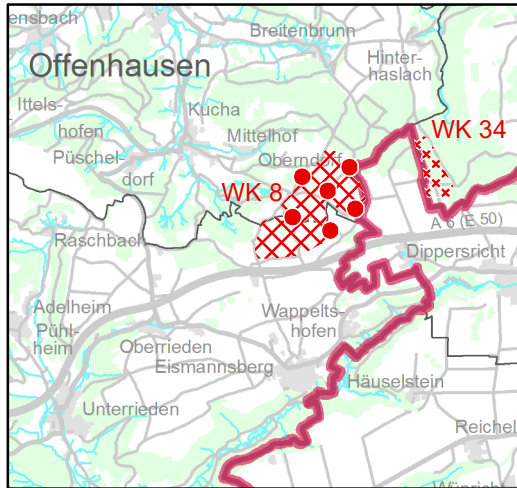 ensbach
Breitenbrunn
Hinter-
haslach
Offenhausen
Ittels-
hofen
Kucha
Mittelhof
WK 34
Püschel-
dorf
Oberndorf
WK 8
Raschbach
A 6 (E 50)
Dippersricht
Adelheim
Pühl-
heim
Wappelts-
hofen
Oberrieden
Eismannsberg
Häuselstein
Unterrieden
Reichel